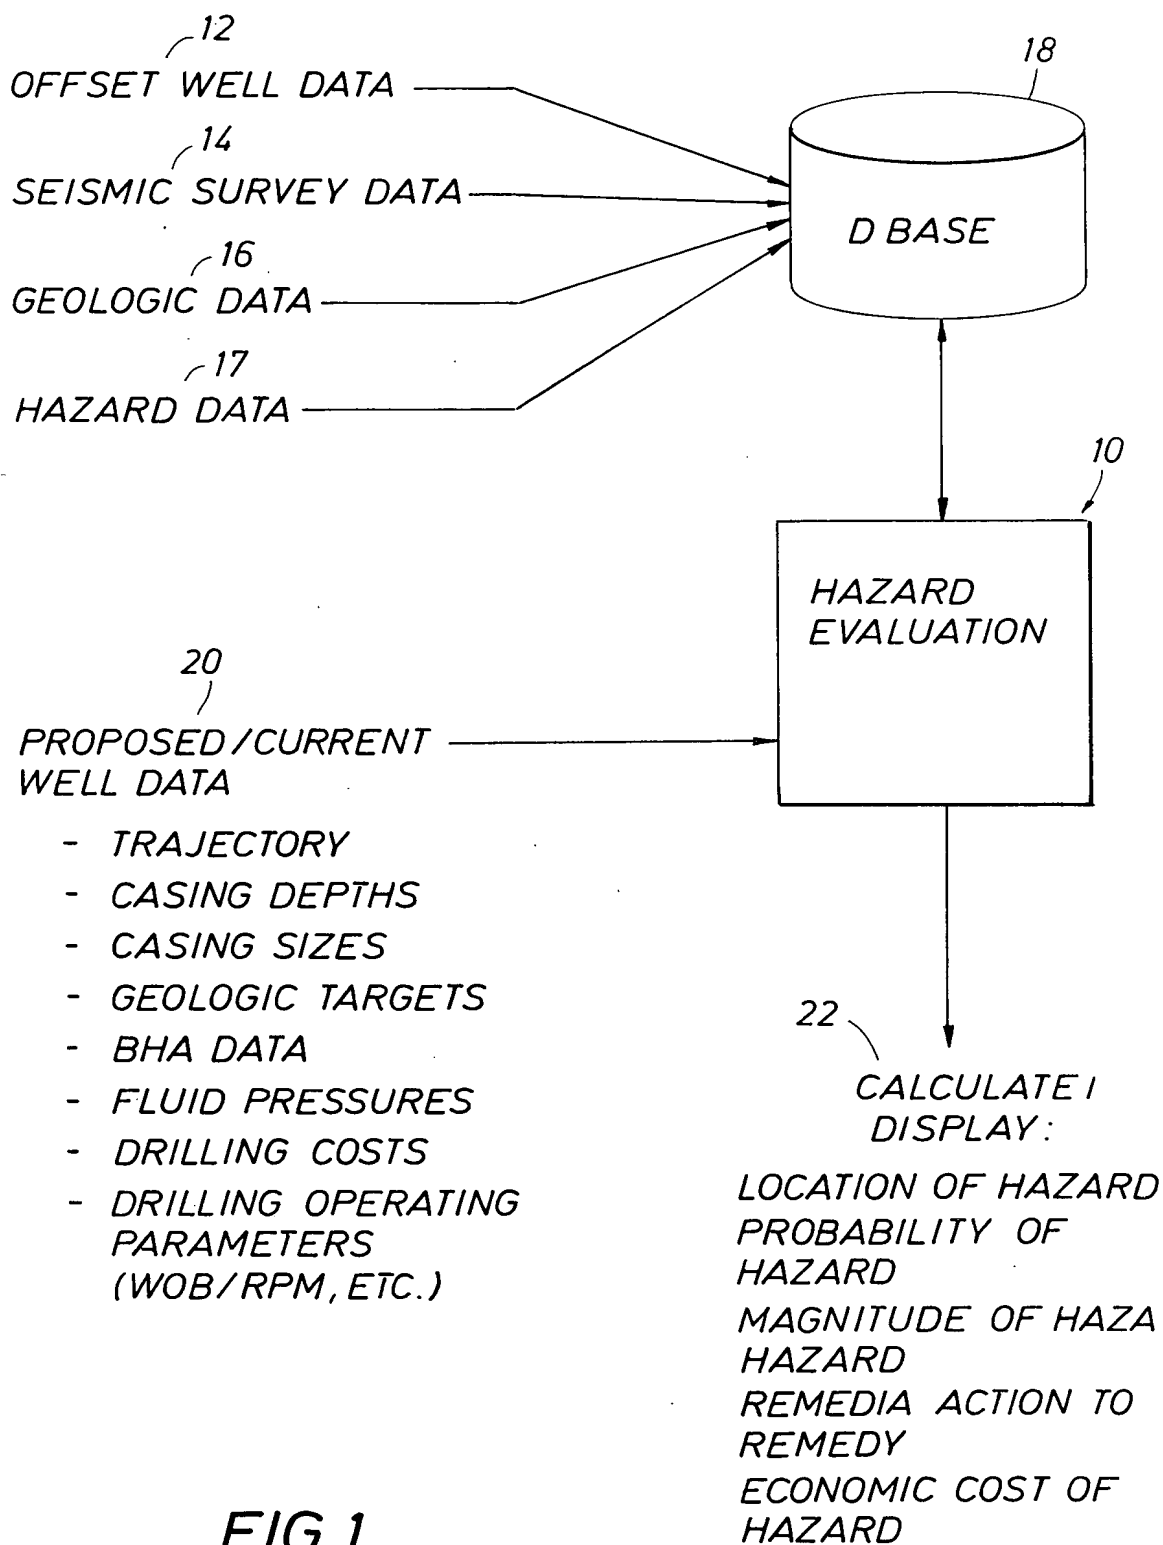 12
OFFSET WELL DATA
18
14
SEISMIC SURVEY DATA
D BASE
16
GEOLOGIC DATA
17
HAZARD DATA
10
HAZARD
EVALUATION
20
PROPOSED/CURRENT
WELL DATA
- TRAJECTORY
- CASING DEPTHS
- CASING SIZES
- GEOLOGIC TARGETS
- BHA DATA
- FLUID PRESSURES
- DRILLING COSTS
- DRILLING OPERATING
PARAMETERS
(WOB/RPM, ETC.)
22
CALCULATE /
DISPLAY:
LOCATION OF HAZARD
PROBABILITY OF
HAZARD
MAGNITUDE OF HAZA
HAZARD
REMEDIA ACTION TO
REMEDY
ECONOMIC COST OF
HAZARD
FIG 1